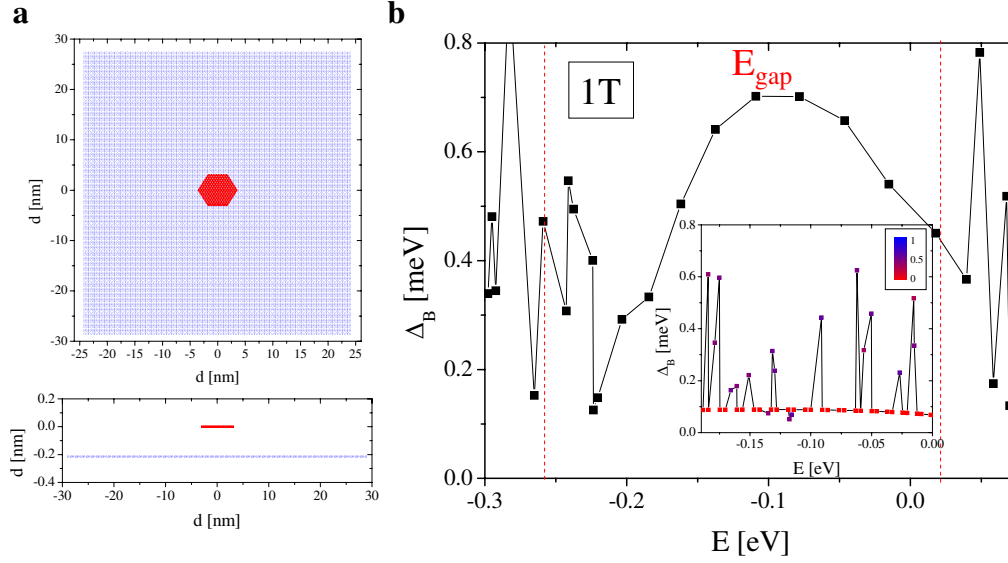 a
b
30
20
10
0
-10
-20
-30
d [nm]
-25 -20 -15 -10 -5 0 5 10 15 20 25
d [nm]
0.2
0.0
-0.2
-0.4
d [nm]
-30 -20 -10 0 10 20 30
d [nm]
0.8
0.6
0.4
0.2
0.0
Δ_B [meV]
1T
E_gap
-0.3 -0.2 -0.1 0.0
E [eV]
0.8
0.6
0.4
0.2
0.0
Δ_B [meV]
1
0
-0.15 -0.10 -0.05 0.00
E [eV]